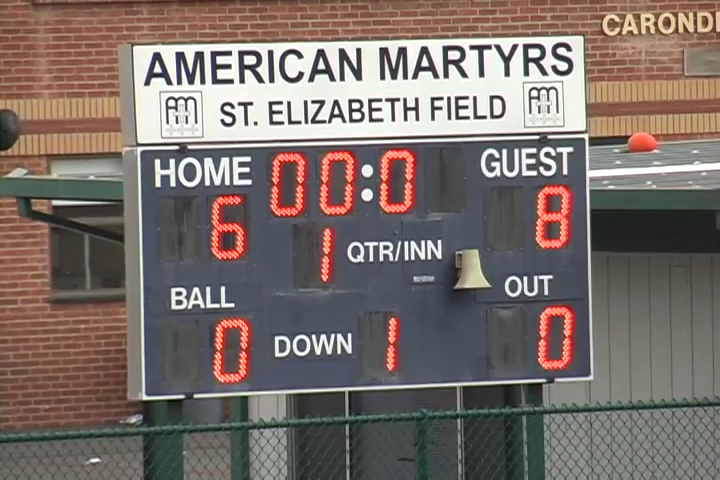 CARONDE
AMERICAN MARTYRS
ST. ELIZABETH FIELD
HOME 00:0 GUEST
6 8
1 QTR/INN
BALL OUT
0 DOWN 1 0